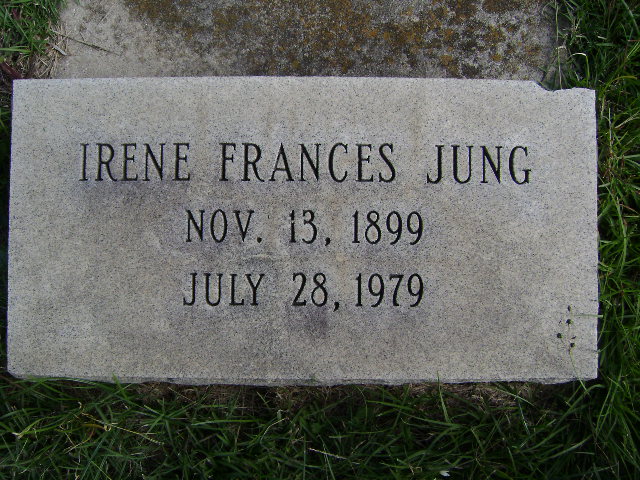 IRENE FRANCES JUNG
NOV. 13, 1899
JULY 28, 1979